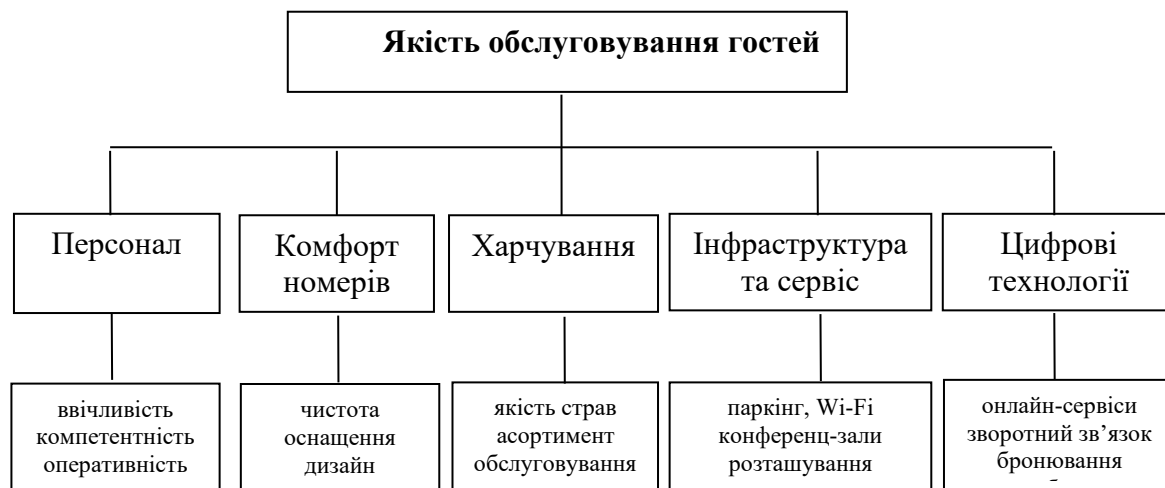 Якість обслуговування гостей
Персонал
Комфорт
номерів
Харчування
Інфраструктура
та сервіс
Цифрові
технології
ввічливість
компетентність
оперативність
чистота
оснащення
дизайн
якість страв
асортимент
обслуговування
паркінг, Wi-Fi
конференц-зали
розташування
онлайн-сервіси
зворотний зв’язок
бронювання